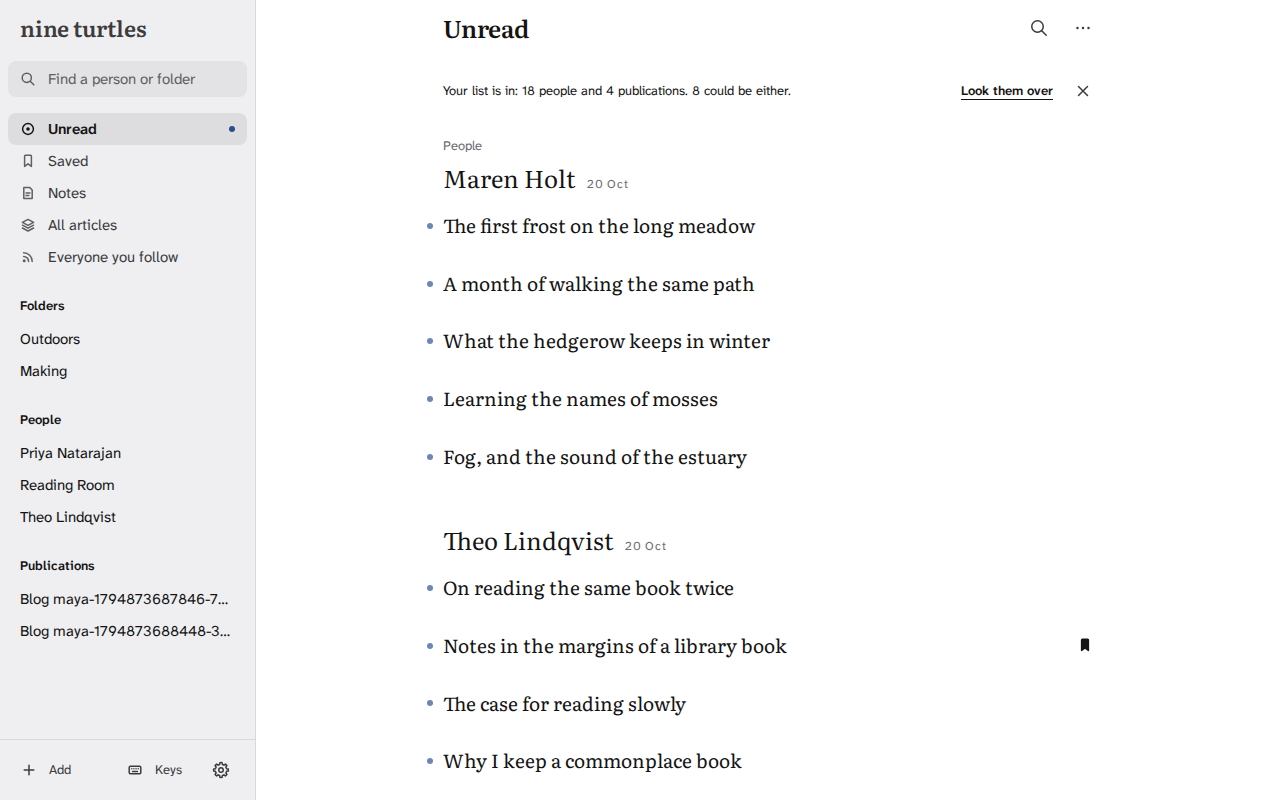 nine turtles
Find a person or folder
Unread
Saved
Notes
All articles
Everyone you follow
Folders
Outdoors
Making
People
Priya Natarajan
Reading Room
Theo Lindqvist
Publications
Blog maya-1794873687846-7...
Blog maya-1794873688448-3...
Add
Keys
Unread
Your list is in: 18 people and 4 publications. 8 could be either.
Look them over
People
Maren Holt 20 Oct
The first frost on the long meadow
A month of walking the same path
What the hedgerow keeps in winter
Learning the names of mosses
Fog, and the sound of the estuary
Theo Lindqvist 20 Oct
On reading the same book twice
Notes in the margins of a library book
The case for reading slowly
Why I keep a commonplace book